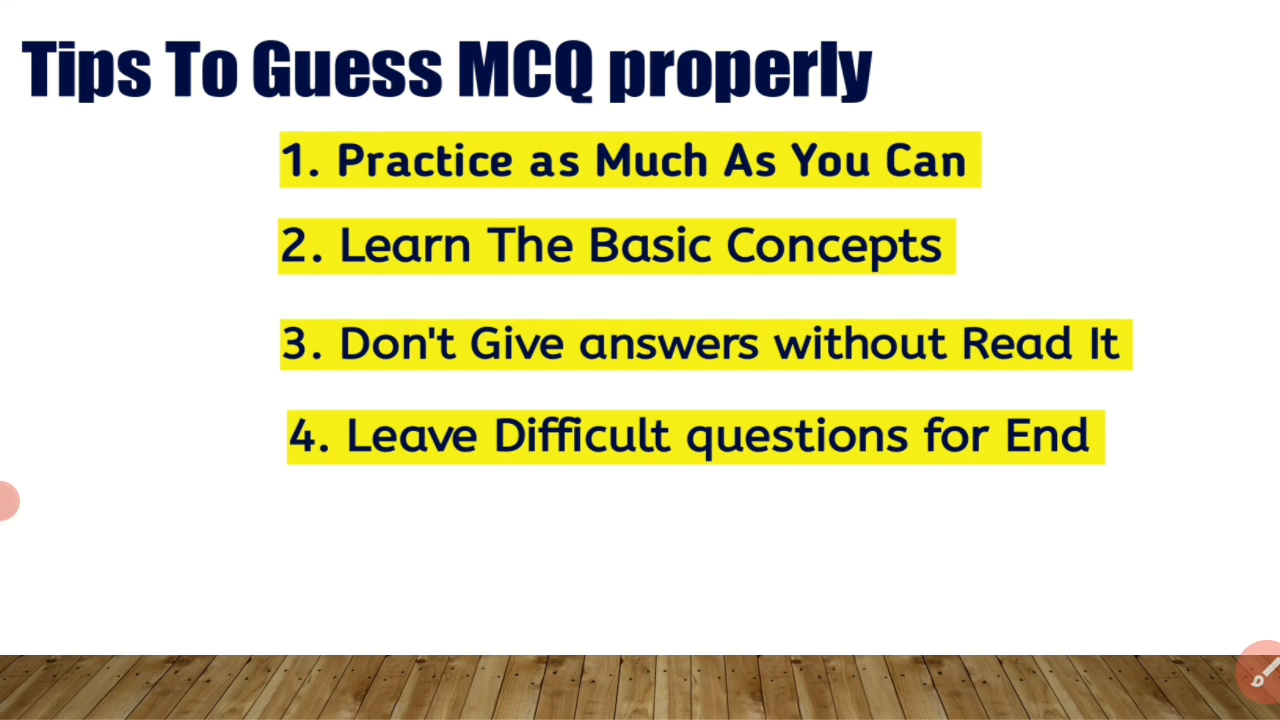 Tips To Guess MCQ properly
1. Practice as Much As You Can
2. Learn The Basic Concepts
3. Don't Give answers without Read It
4. Leave Difficult questions for End